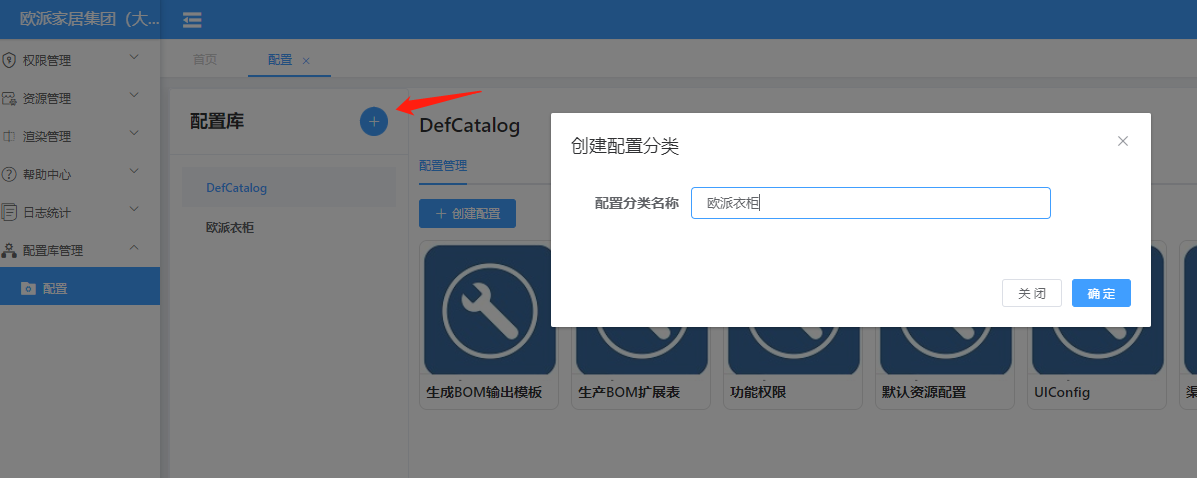 欧派家居集团（大...
权限管理
资源管理
渲染管理
帮助中心
日志统计
配置库管理
配置
首页
配置
配置库
DefCatalog
欧派衣柜
DefCatalog
配置管理
创建配置
生成BOM输出模板
生产BOM扩展表
功能权限
默认资源配置
UIConfig
渠
创建配置分类
配置分类名称
欧派衣柜
关 闭
确 定